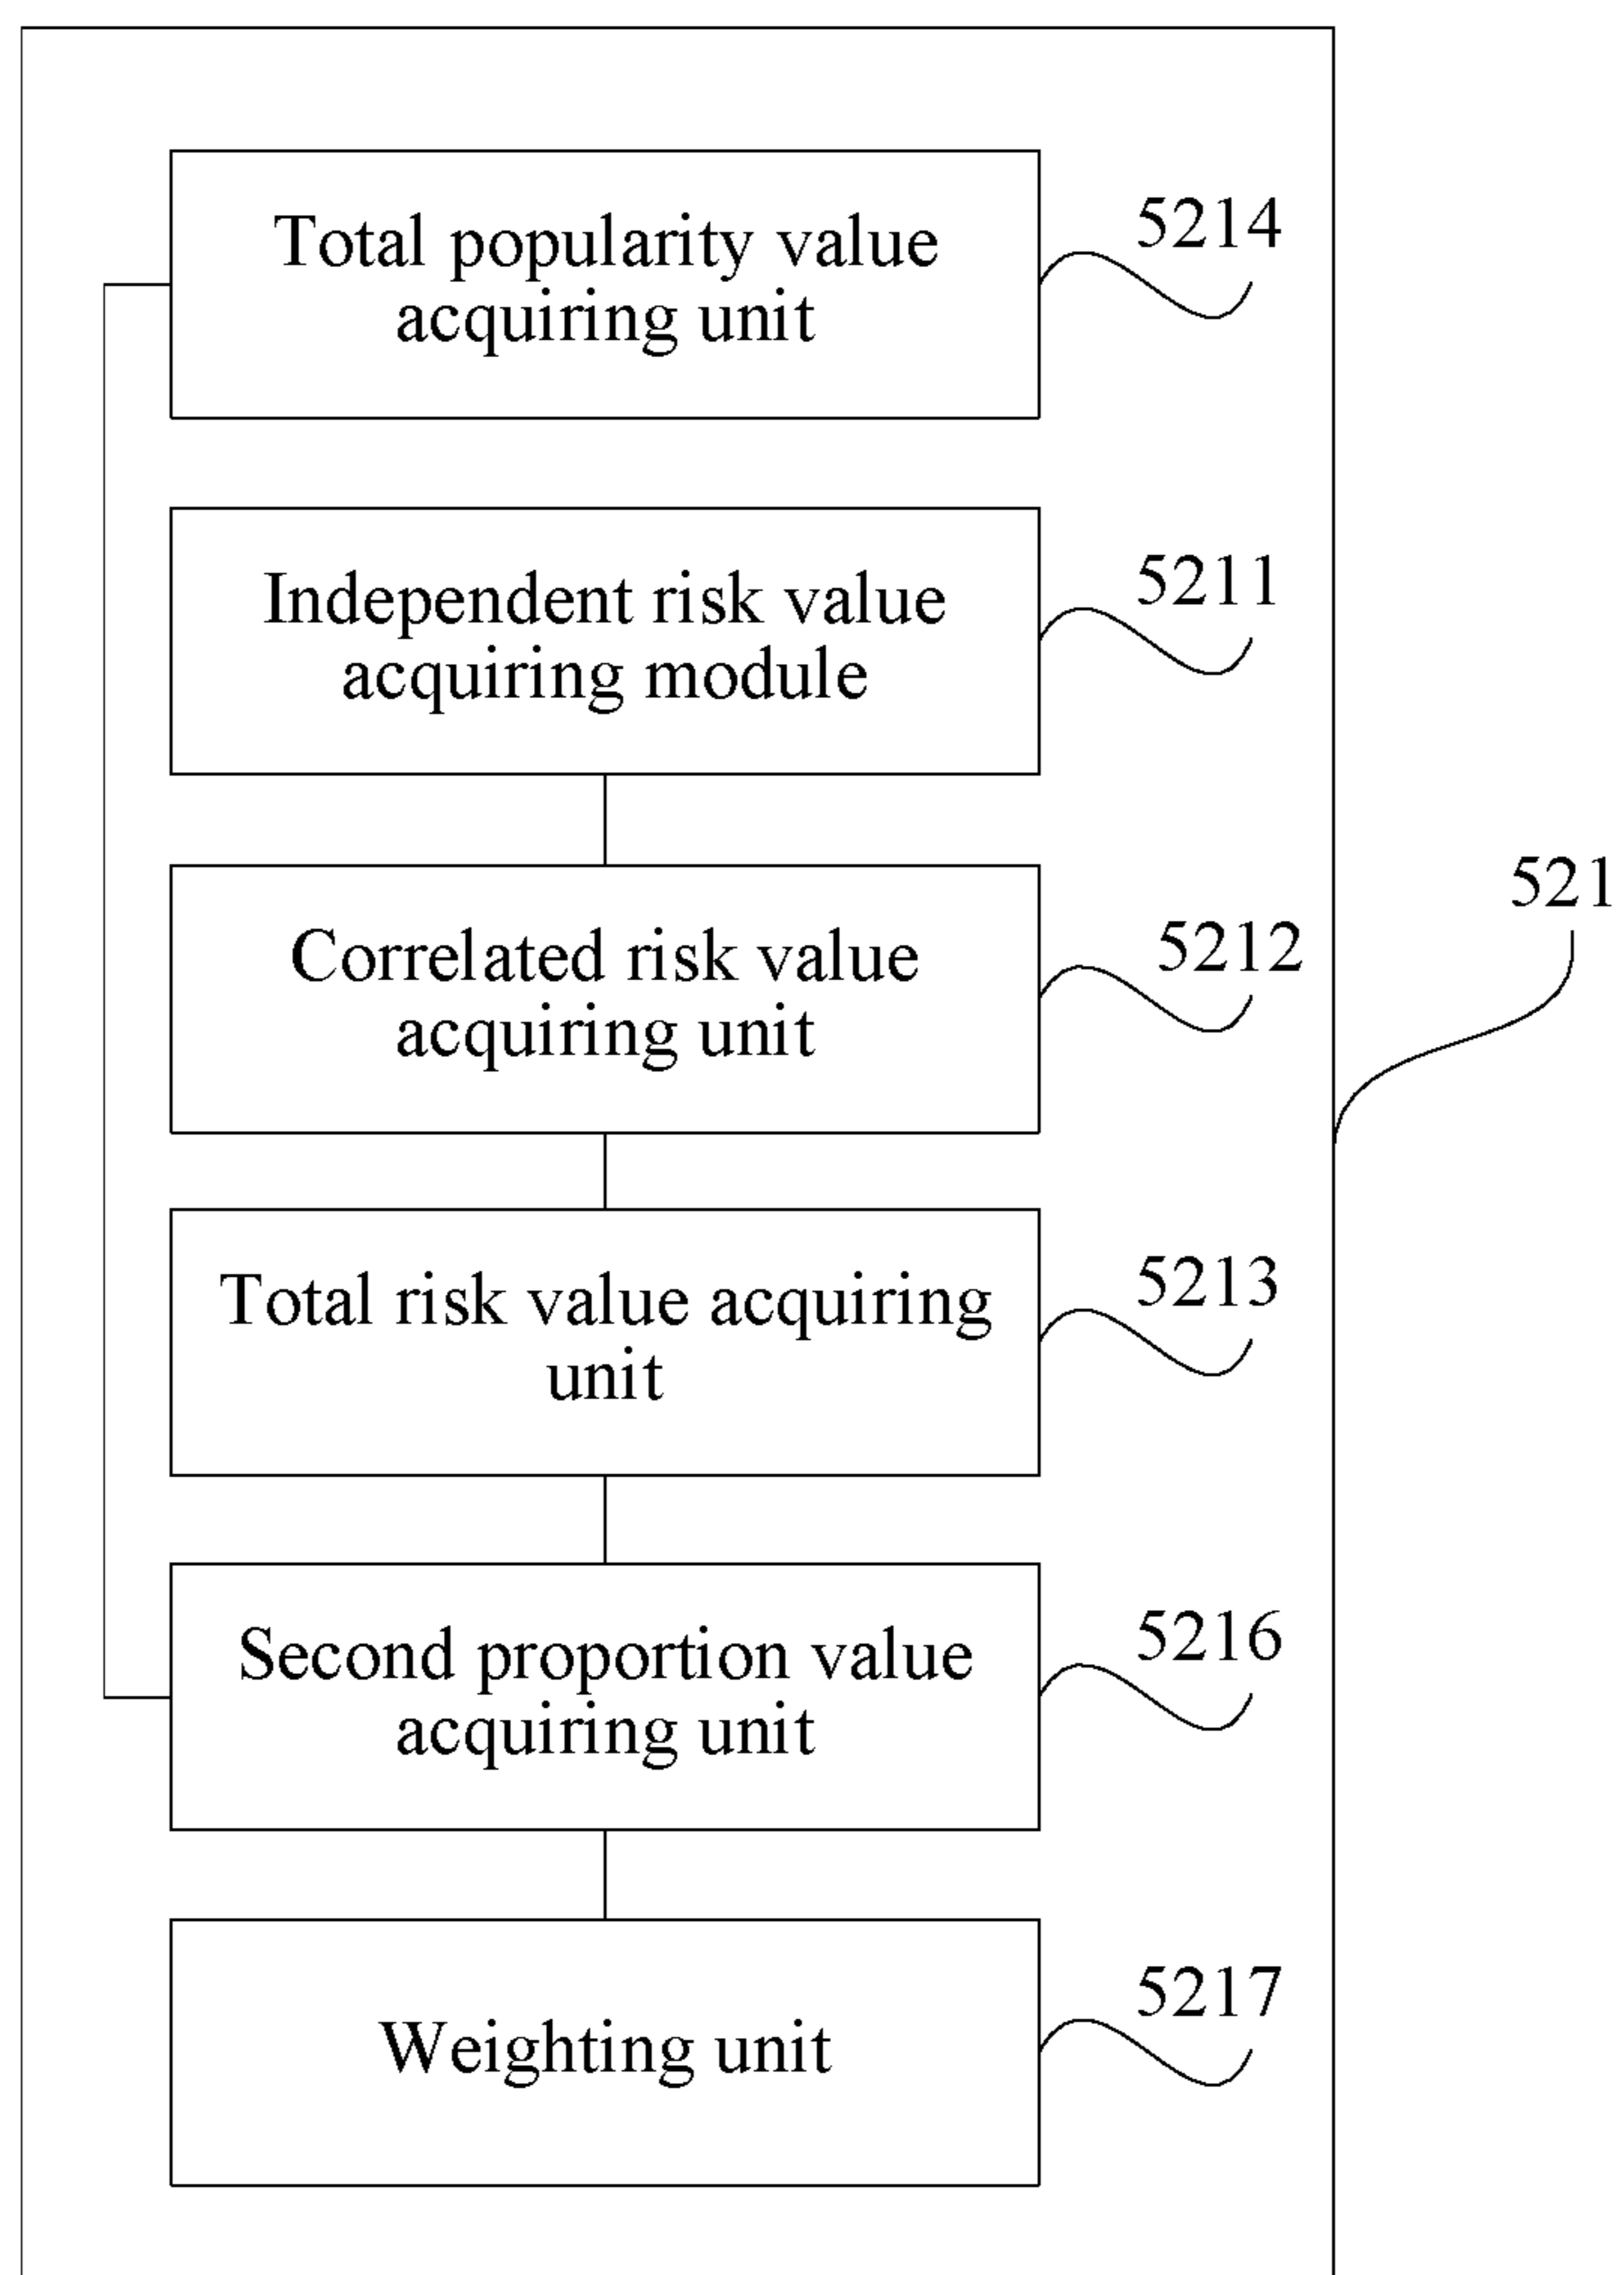 Total popularity value
acquiring unit
5214
Independent risk value
acquiring module
5211
Correlated risk value
acquiring unit
5212
521
Total risk value acquiring
unit
5213
Second proportion value
acquiring unit
5216
Weighting unit
5217